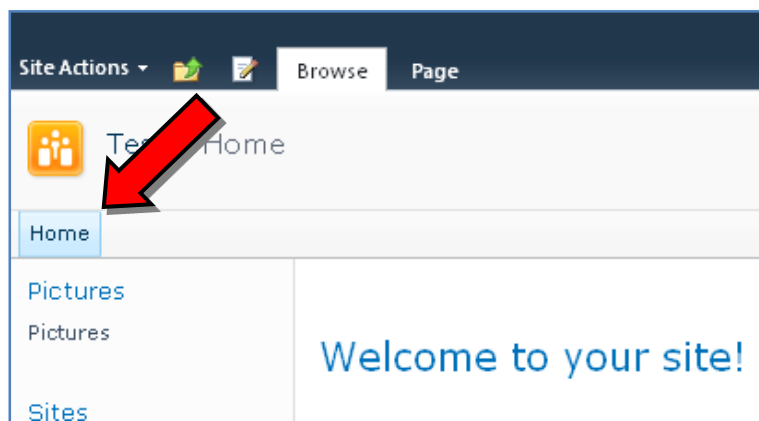 Site Actions
Browse
Page
Home
Home
Pictures
Pictures
Welcome to your site!
Sites